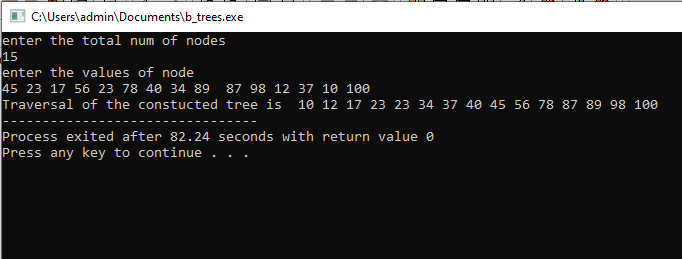 C:\Users\admin\Documents\b_trees.exe
enter the total num of nodes
15
enter the values of node
45 23 17 56 23 78 40 34 89  87 98 12 37 10 100
Traversal of the constucted tree is  10 12 17 23 23 34 37 40 45 56 78 87 89 98 100
--------------------------------
Process exited after 82.24 seconds with return value 0
Press any key to continue . . .